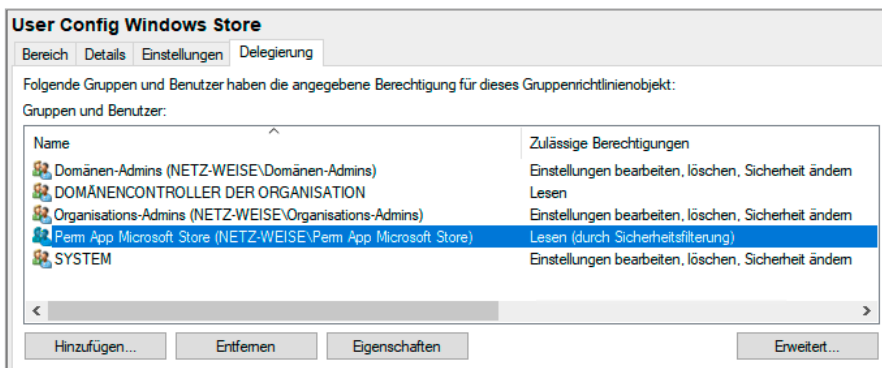 User Config Windows Store
Bereich Details Einstellungen Delegierung
Folgende Gruppen und Benutzer haben die angegebene Berechtigung für dieses Gruppenrichtlinienobjekt:
Gruppen und Benutzer:
Name Zulässige Berechtigungen
Domänen-Admins (NETZ-WEISE\Domänen-Admins) Einstellungen bearbeiten, löschen, Sicherheit ändern
DOMÄNENCONTROLLER DER ORGANISATION Lesen
Organisations-Admins (NETZ-WEISE\Organisations-Admins) Einstellungen bearbeiten, löschen, Sicherheit ändern
Perm App Microsoft Store (NETZ-WEISE\Perm App Microsoft Store) Lesen (durch Sicherheitsfilterung)
SYSTEM Einstellungen bearbeiten, löschen, Sicherheit ändern
Hinzufügen... Entfernen Eigenschaften Erweitert...